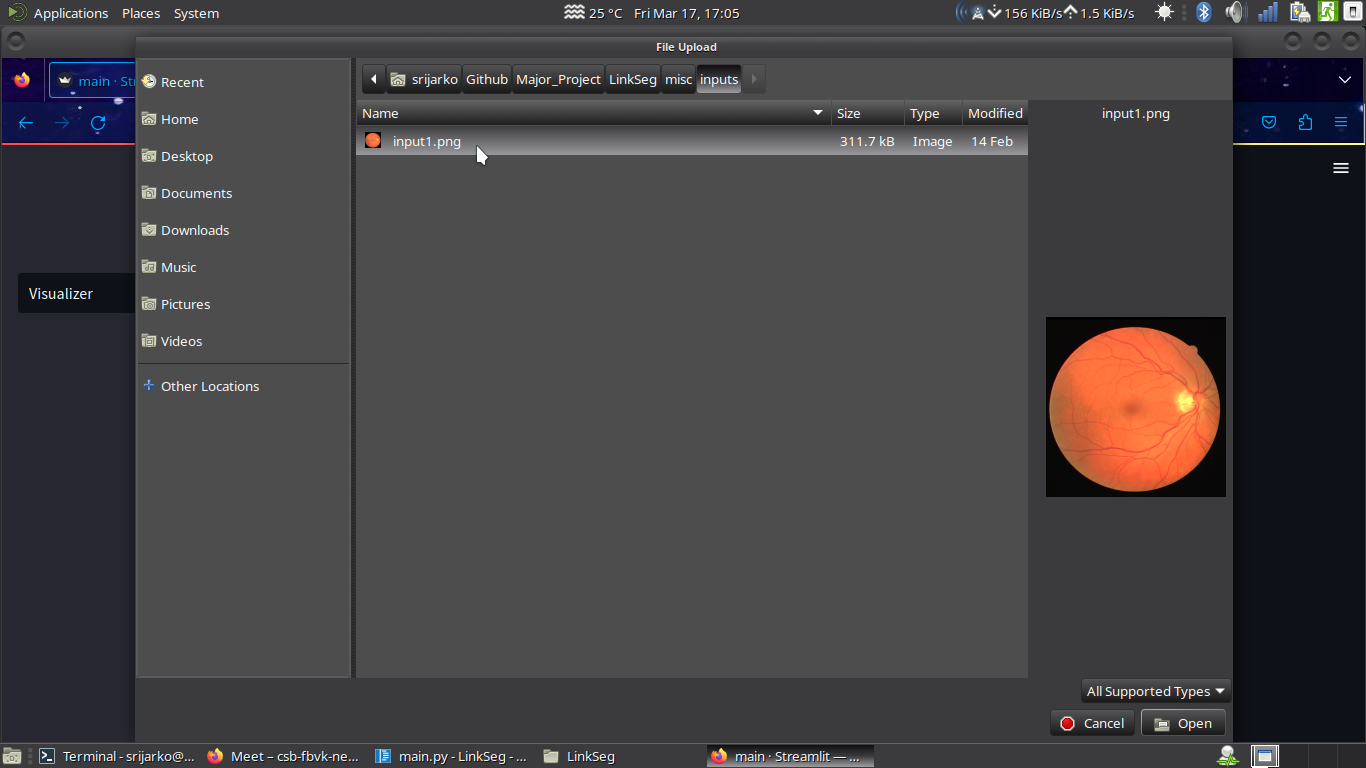 Applications Places System 25 °C Fri Mar 17, 17:05 156 KiB/s 1.5 KiB/s
File Upload
main · St
srijarko Github Major_Project LinkSeg misc inputs
Recent
Home
Desktop
Documents
Downloads
Music
Pictures
Videos
Other Locations
Name Size Type Modified
input1.png 311.7 kB Image 14 Feb
input1.png
Visualizer
All Supported Types
Cancel Open
Terminal - srijarko@... Meet – csb-fbvk-ne... main.py - LinkSeg - ... LinkSeg main · Streamlit — ...